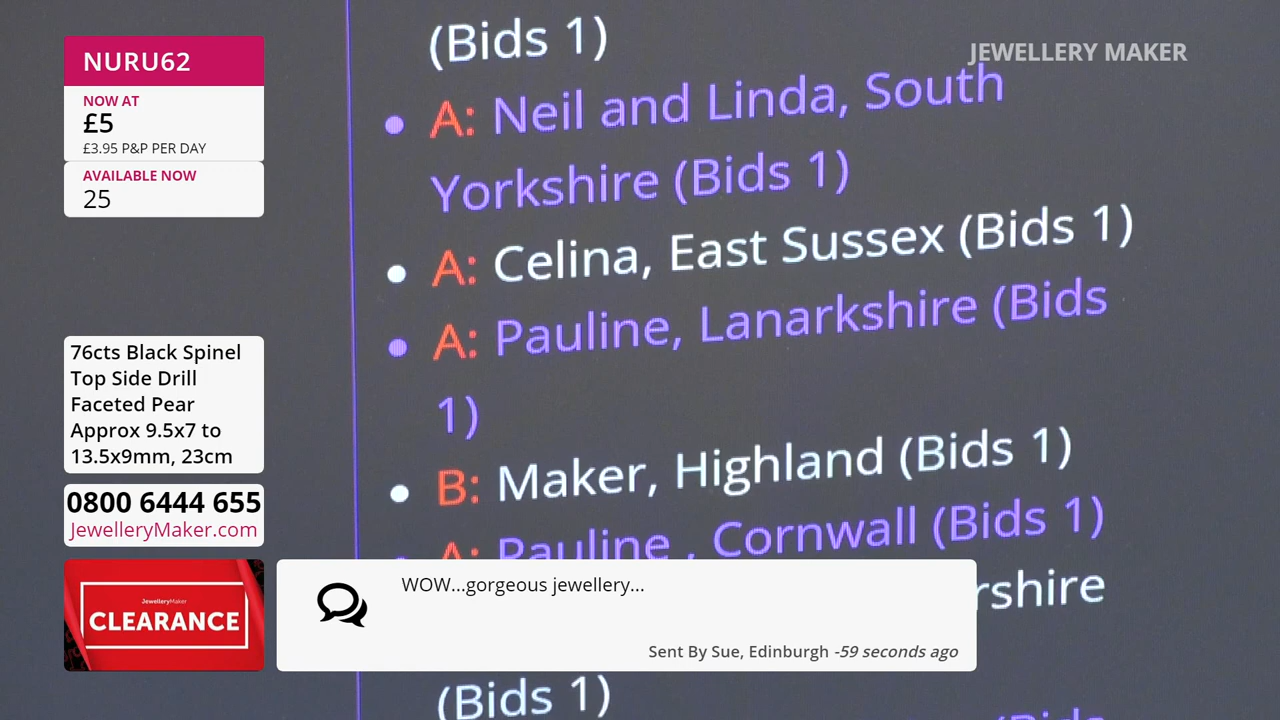 NURU62
NOW AT
£5
£3.95 P&P PER DAY
AVAILABLE NOW
25
76cts Black Spinel
Top Side Drill
Faceted Pear
Approx 9.5x7 to
13.5x9mm, 23cm
0800 6444 655
JewelleryMaker.com
JewelleryMaker
CLEARANCE
JEWELLERY MAKER
(Bids 1)
A: Neil and Linda, South
Yorkshire (Bids 1)
A: Celina, East Sussex (Bids 1)
A: Pauline, Lanarkshire (Bids
1)
B: Maker, Highland (Bids 1)
A: Pauline , Cornwall (Bids 1)
rshire
(Bids 1)
WOW...gorgeous jewellery...
Sent By Sue, Edinburgh -59 seconds ago